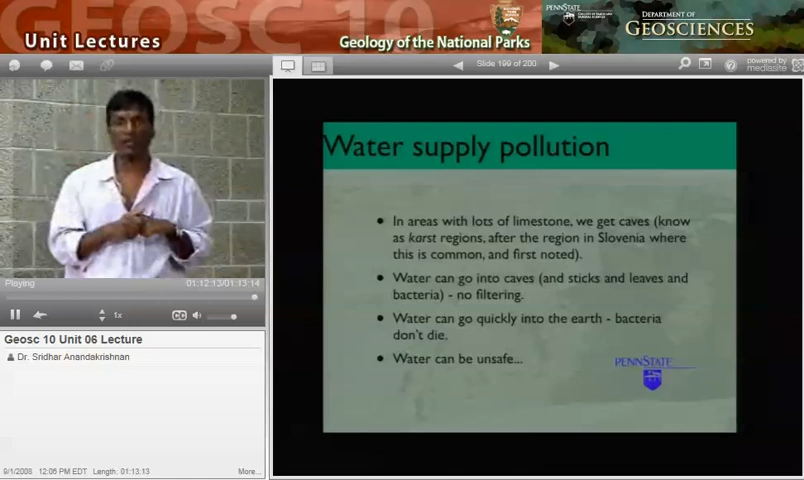 GEOSC 10
Unit Lectures
NATIONAL PARK SERVICE
Geology of the National Parks
PENNSTATE
DEPARTMENT OF
GEOSCIENCES
Slide 199 of 200
powered by
mediasite
Water supply pollution
• In areas with lots of limestone, we get caves (know
as karst regions, after the region in Slovenia where
this is common, and first noted).
• Water can go into caves (and sticks and leaves and
bacteria) - no filtering.
• Water can go quickly into the earth - bacteria
don't die.
• Water can be unsafe...
PENNSTATE
Playing
01:12:13/01:13:14
1x
CC
Geosc 10 Unit 06 Lecture
Dr. Sridhar Anandakrishnan
9/1/2008 12:06 PM EDT Length: 01:13:13
More...